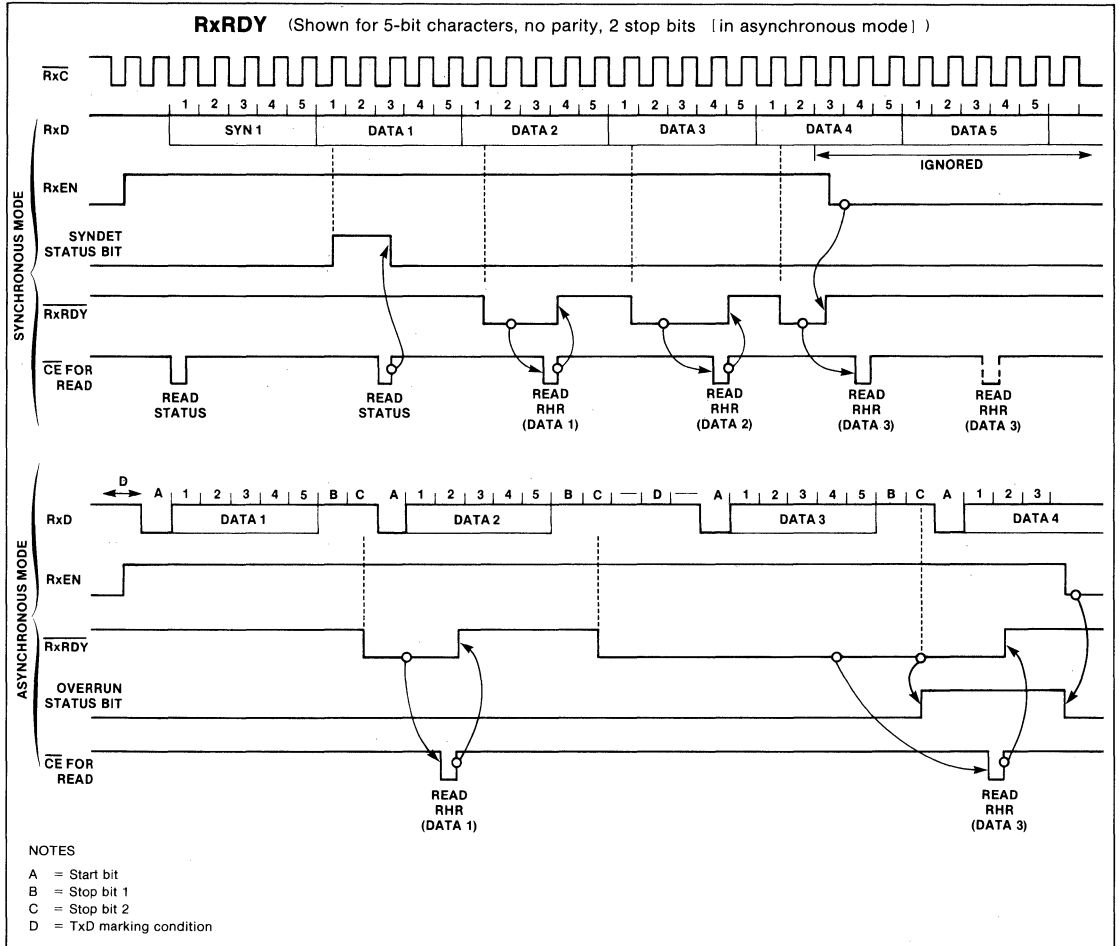 RxRDY (Shown for 5-bit characters, no parity, 2 stop bits [in asynchronous mode] )
RxC
1 2 3 4 5 1 2 3 4 5 1 2 3 4 5 1 2 3 4 5 1 2 3 4 5 1 2 3 4 5
RxD SYN 1 DATA 1 DATA 2 DATA 3 DATA 4 DATA 5
IGNORED
RxEN
SYNCHRONOUS MODE
SYNDET
STATUS BIT
RxRDY
CE FOR
READ
READ
STATUS
READ
STATUS
READ
RHR
(DATA 1)
READ
RHR
(DATA 2)
READ
RHR
(DATA 3)
READ
RHR
(DATA 3)
D A 1 2 3 4 5 B C A 1 2 3 4 5 B C — D — A 1 2 3 4 5 B C A 1 2 3
RxD DATA 1 DATA 2 DATA 3 DATA 4
RxEN
ASYNCHRONOUS MODE
RxRDY
OVERRUN
STATUS BIT
CE FOR
READ
READ
RHR
(DATA 1)
READ
RHR
(DATA 3)
NOTES
A = Start bit
B = Stop bit 1
C = Stop bit 2
D = TxD marking condition